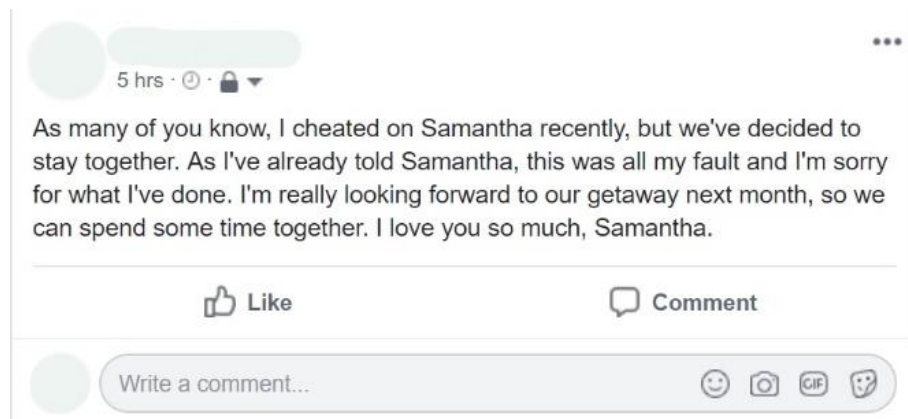 5 hrs
As many of you know, I cheated on Samantha recently, but we've decided to
stay together. As I've already told Samantha, this was all my fault and I'm sorry
for what I've done. I'm really looking forward to our getaway next month, so we
can spend some time together. I love you so much, Samantha.
Like Comment
Write a comment... GIF